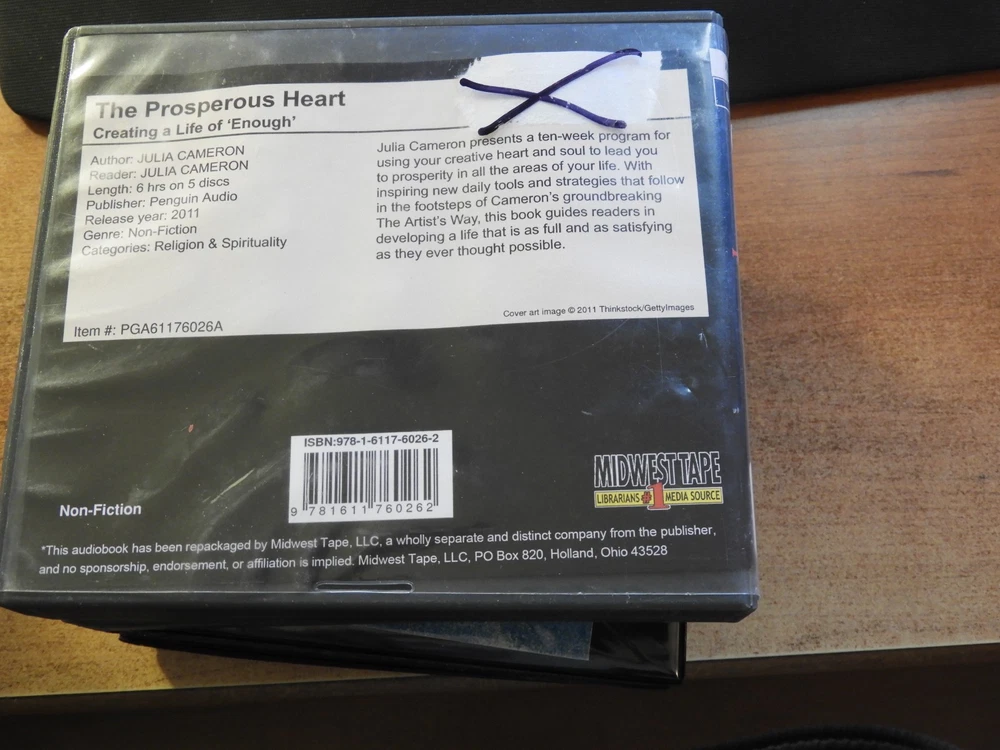 The Prosperous Heart
Creating a Life of ‘Enough’
Author: JULIA CAMERON
Reader: JULIA CAMERON
Length: 6 hrs on 5 discs
Publisher: Penguin Audio
Release year: 2011
Genre: Non-Fiction
Categories: Religion & Spirituality
Julia Cameron presents a ten-week program for
using your creative heart and soul to lead you
to prosperity in all the areas of your life. With
inspiring new daily tools and strategies that follow
in the footsteps of Cameron's groundbreaking
The Artist's Way, this book guides readers in
developing a life that is as full and as satisfying
as they ever thought possible.
Item #: PGA61176026A
Cover art image © 2011 Thinkstock/GettyImages
ISBN:978-1-6117-6026-2
9 781611 760262
Non-Fiction
MIDWEST TAPE
LIBRARIANS #1 MEDIA SOURCE
*This audiobook has been repackaged by Midwest Tape, LLC, a wholly separate and distinct company from the publisher,
and no sponsorship, endorsement, or affiliation is implied. Midwest Tape, LLC, PO Box 820, Holland, Ohio 43528